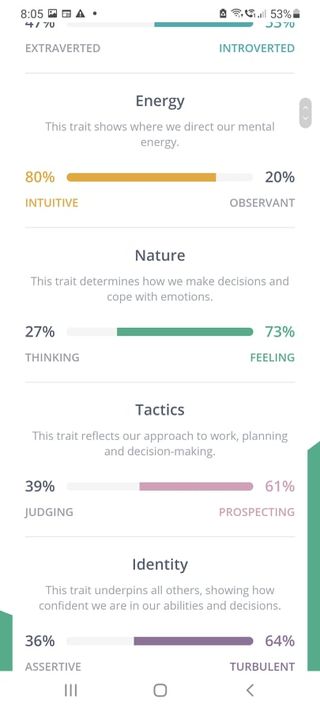 8:05 53%
47% 53%
EXTRAVERTED INTROVERTED
Energy
This trait shows where we direct our mental
energy.
80% 20%
INTUITIVE OBSERVANT
Nature
This trait determines how we make decisions and
cope with emotions.
27% 73%
THINKING FEELING
Tactics
This trait reflects our approach to work, planning
and decision-making.
39% 61%
JUDGING PROSPECTING
Identity
This trait underpins all others, showing how
confident we are in our abilities and decisions.
36% 64%
ASSERTIVE TURBULENT